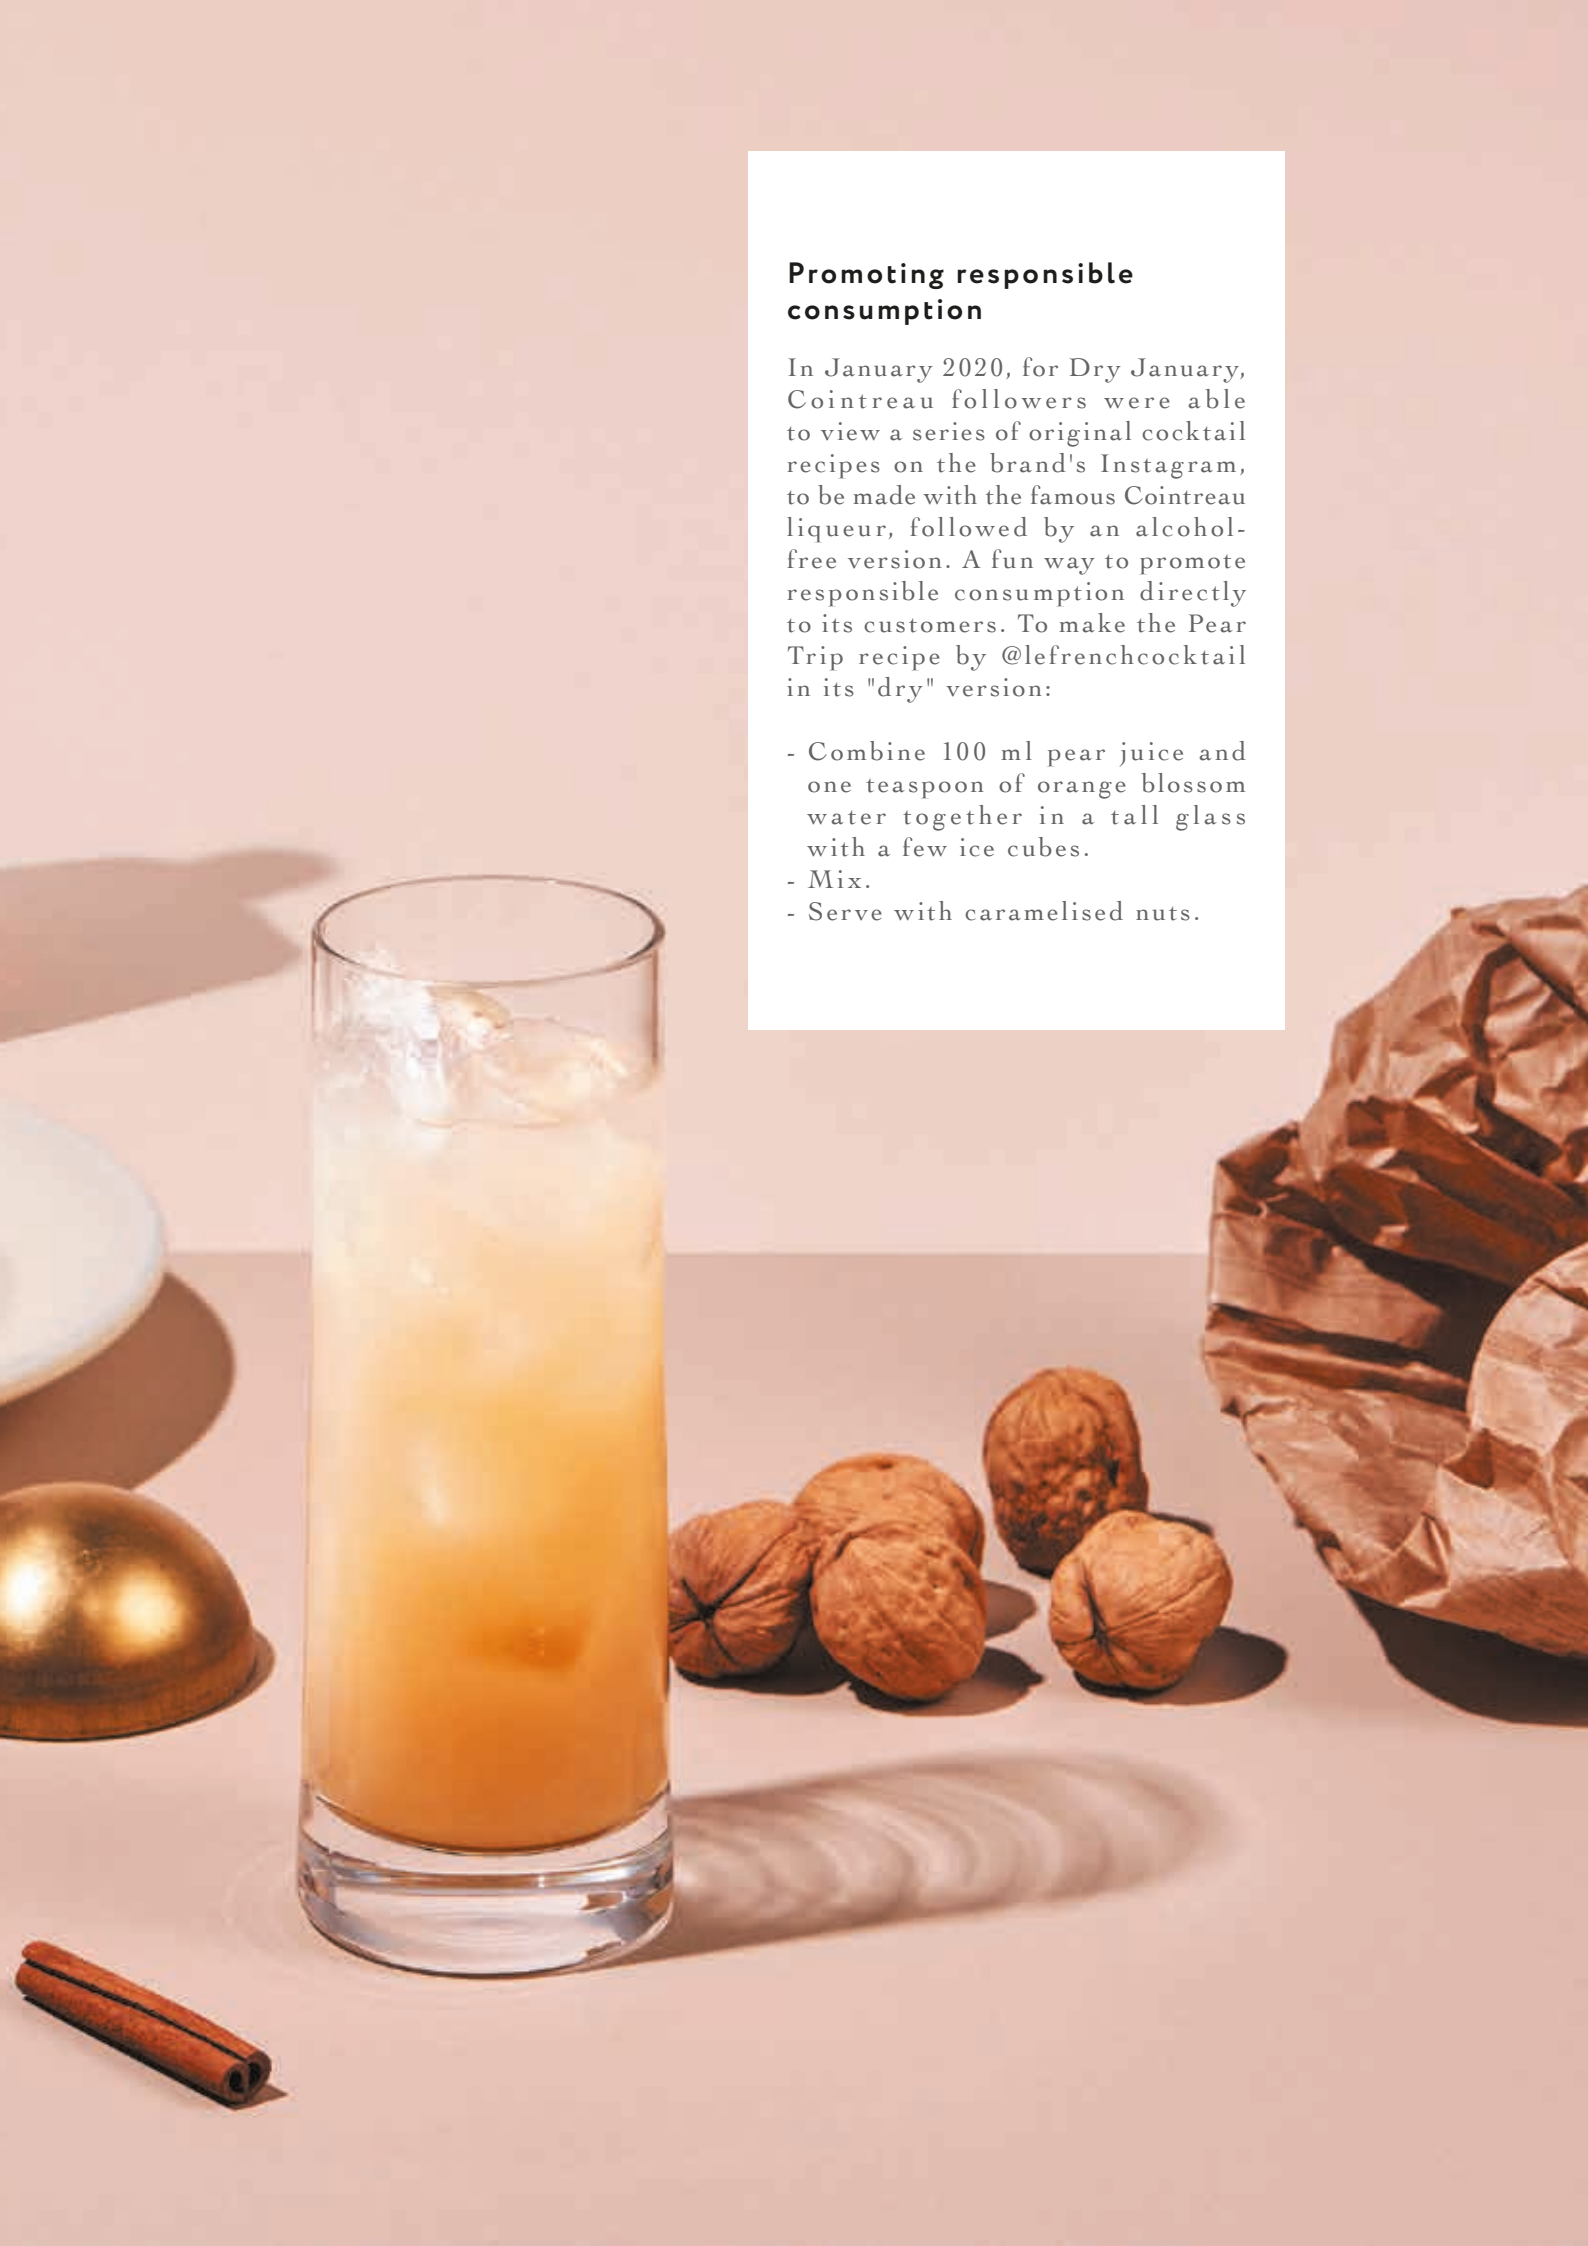 Promoting responsible
consumption
In January 2020, for Dry January,
Cointreau followers were able
to view a series of original cocktail
recipes on the brand's Instagram,
to be made with the famous Cointreau
liqueur, followed by an alcohol-
free version. A fun way to promote
responsible consumption directly
to its customers. To make the Pear
Trip recipe by @lefrenchcocktail
in its "dry" version:
- Combine 100 ml pear juice and
one teaspoon of orange blossom
water together in a tall glass
with a few ice cubes.
- Mix.
- Serve with caramelised nuts.